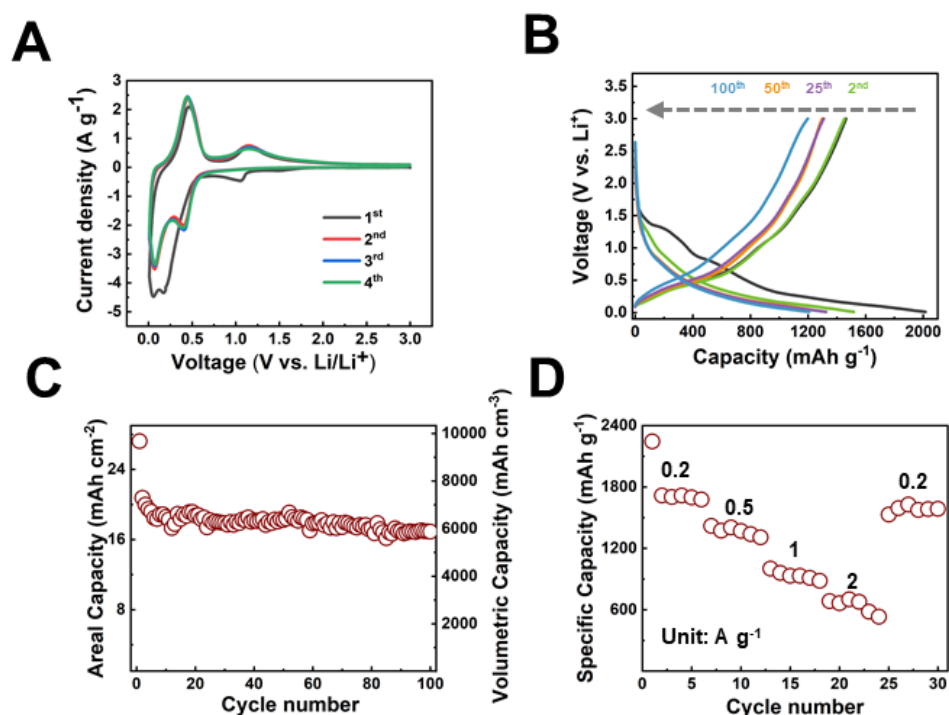 A
Current density (A g⁻¹)
3
2
1
0
-1
-2
-3
-4
-5
1st
2nd
3rd
4th
0.0 0.5 1.0 1.5 2.0 2.5 3.0
Voltage (V vs. Li/Li⁺)
B
Voltage (V vs. Li⁺)
3.5
3.0
2.5
2.0
1.5
1.0
0.5
0.0
100th 50th 25th 2nd
0 400 800 1200 1600 2000
Capacity (mAh g⁻¹)
C
Areal Capacity (mAh cm⁻²)
24
16
8
0 20 40 60 80 100
Cycle number
10000
8000
6000
4000
2000
Volumetric Capacity (mAh cm⁻³)
D
Specific Capacity (mAh g⁻¹)
2400
1800
1200
600
0.2
0.5
1
2
0.2
Unit: A g⁻¹
0 5 10 15 20 25 30
Cycle number